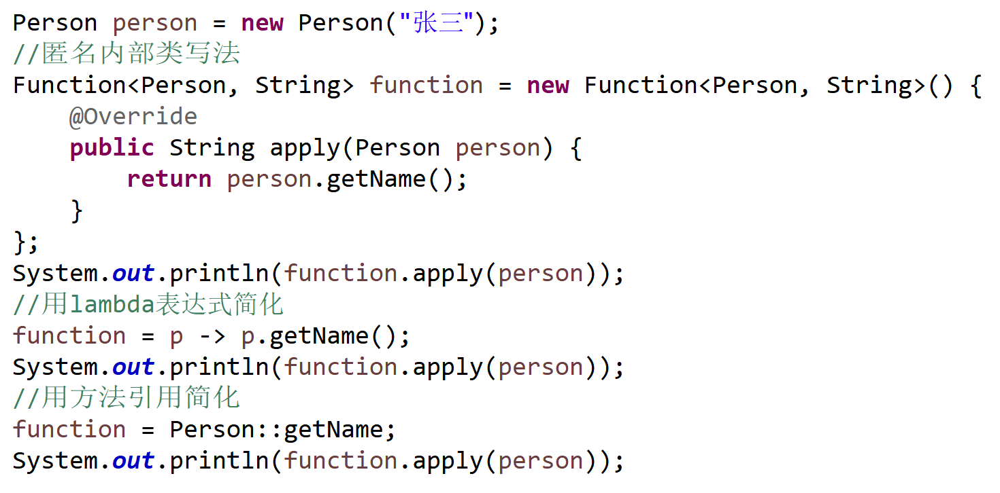 Person person = new Person("张三");
//匿名内部类写法
Function<Person, String> function = new Function<Person, String>() {
    @Override
    public String apply(Person person) {
        return person.getName();
    }
};
System.out.println(function.apply(person));
//用lambda表达式简化
function = p -> p.getName();
System.out.println(function.apply(person));
//用方法引用简化
function = Person::getName;
System.out.println(function.apply(person));